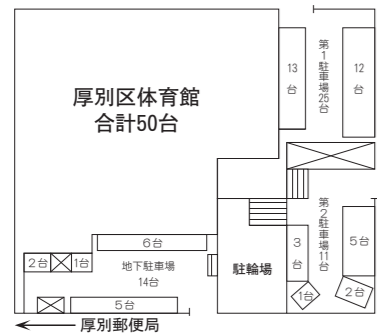 厚別区体育館
合計50台
13台
第1駐車場25台
12台
第2駐車場11台
3台
5台
1台
2台
駐輪場
6台
2台
1台
地下駐車場
14台
5台
厚別郵便局